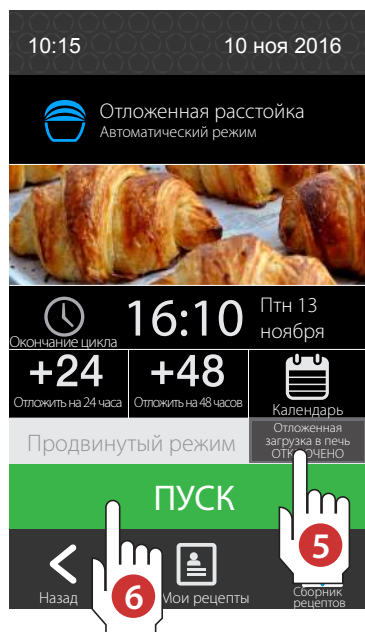 10:15 10 ноя 2016
Отложенная расстойка
Автоматический режим
16:10 Птн 13
ноября
Окончание цикла
+24 +48
Отложить на 24 часа Отложить на 48 часов Календарь
Продвинутый режим
Отложенная
загрузка в печь
ПУСК
5
6
Назад Мои рецепты Сборник
рецептов